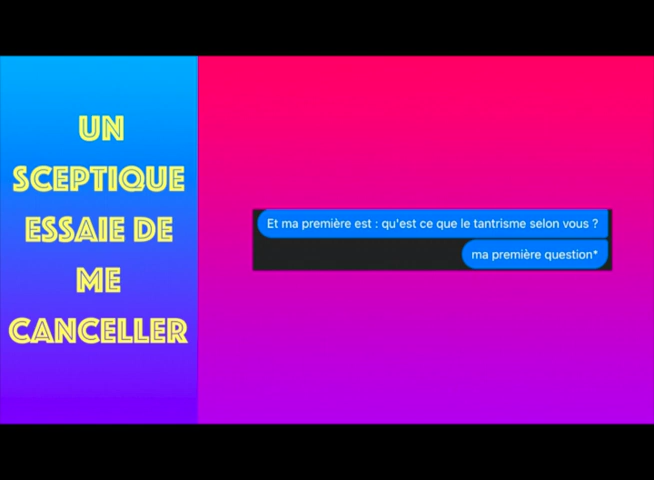 UN
SCEPTIQUE
ESSAIE DE
ME
CANCELLER
Et ma première est : qu'est ce que le tantrisme selon vous ?
ma première question*